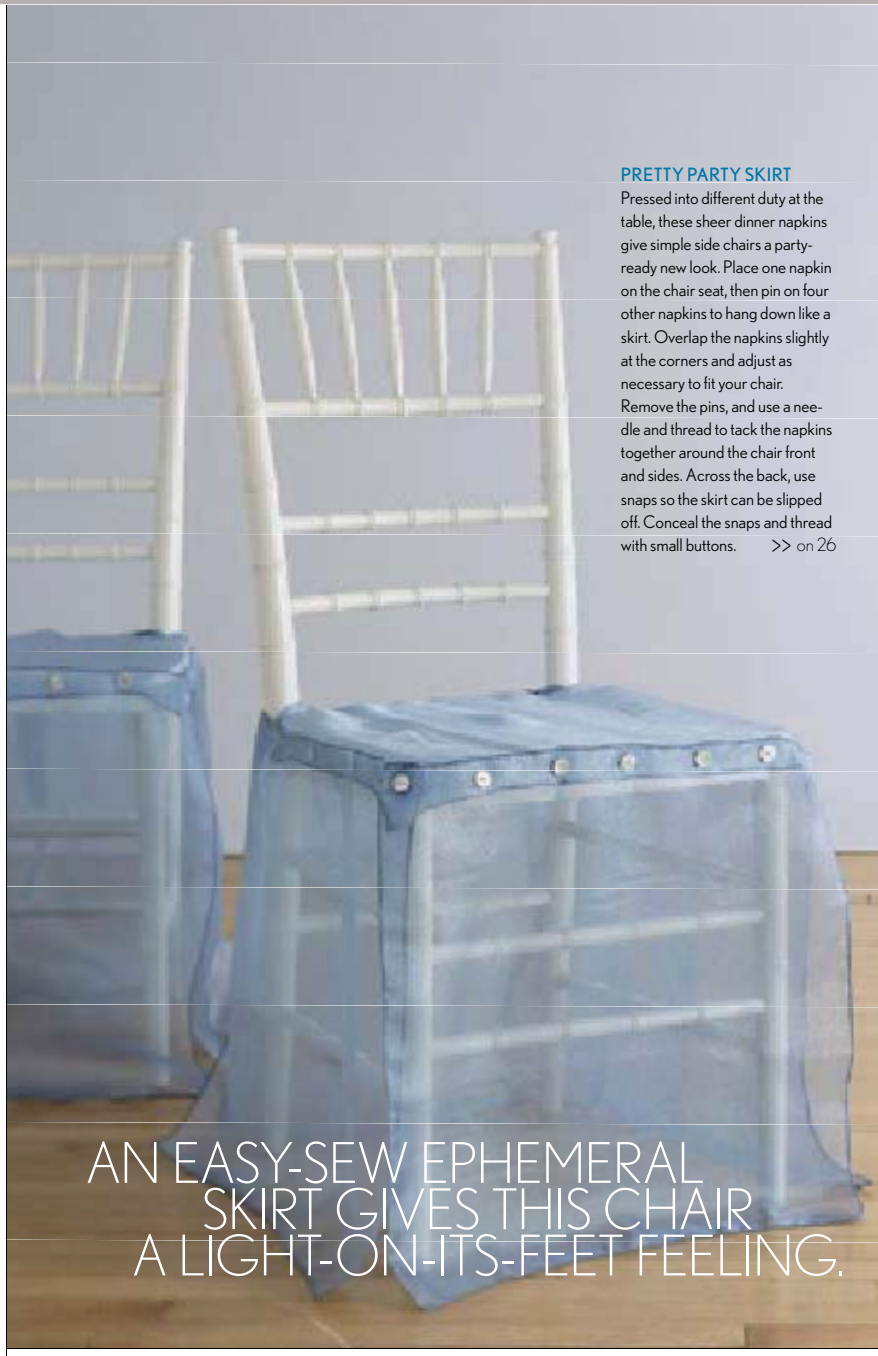 PRETTY PARTY SKIRT
Pressed into different duty at the
table, these sheer dinner napkins
give simple side chairs a party-
ready new look. Place one napkin
on the chair seat, then pin on four
other napkins to hang down like a
skirt. Overlap the napkins slightly
at the corners and adjust as
necessary to fit your chair.
Remove the pins, and use a nee-
dle and thread to tack the napkins
together around the chair front
and sides. Across the back, use
snaps so the skirt can be slipped
off. Conceal the snaps and thread
with small buttons. >> on 26
AN EASY-SEW EPHEMERAL
SKIRT GIVES THIS CHAIR
A LIGHT-ON-ITS-FEET FEELING.